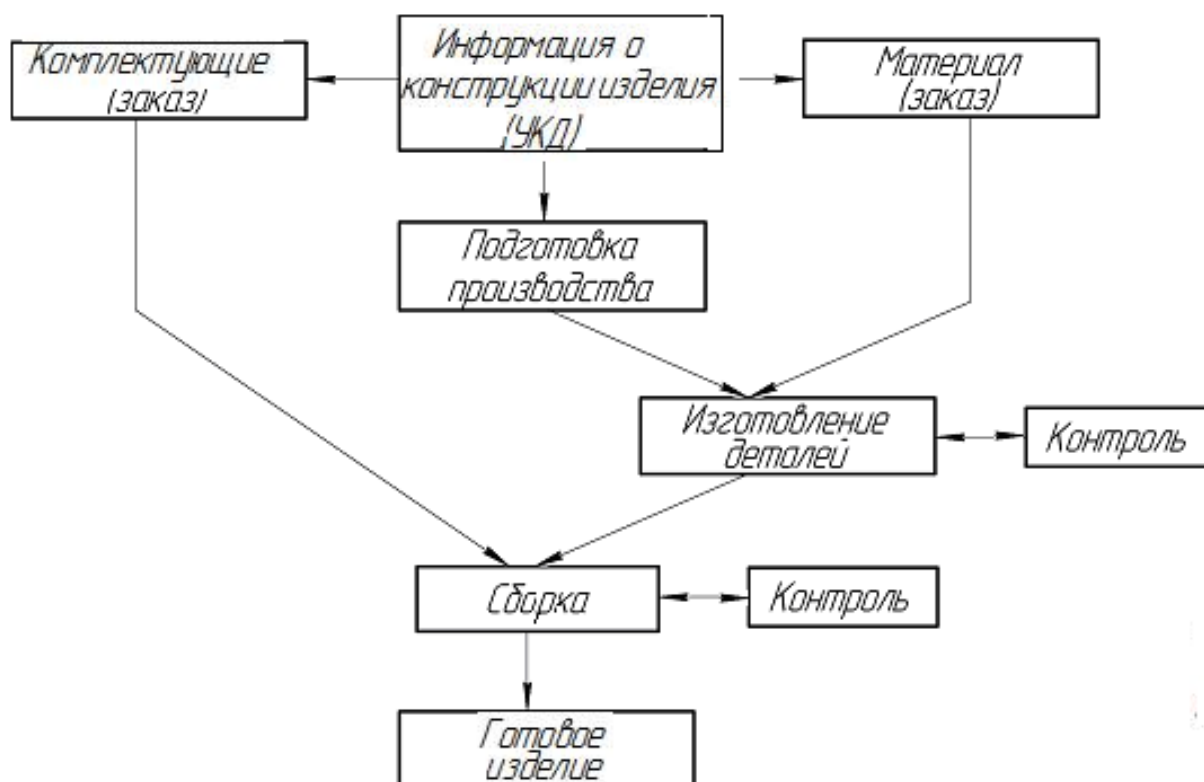 Информация о
конструкции изделия
(УКД)
Комплектующие
(заказ)
Материал
(заказ)
Подготовка
производства
Изготовление
деталей
Контроль
Сборка
Контроль
Готовое
изделие